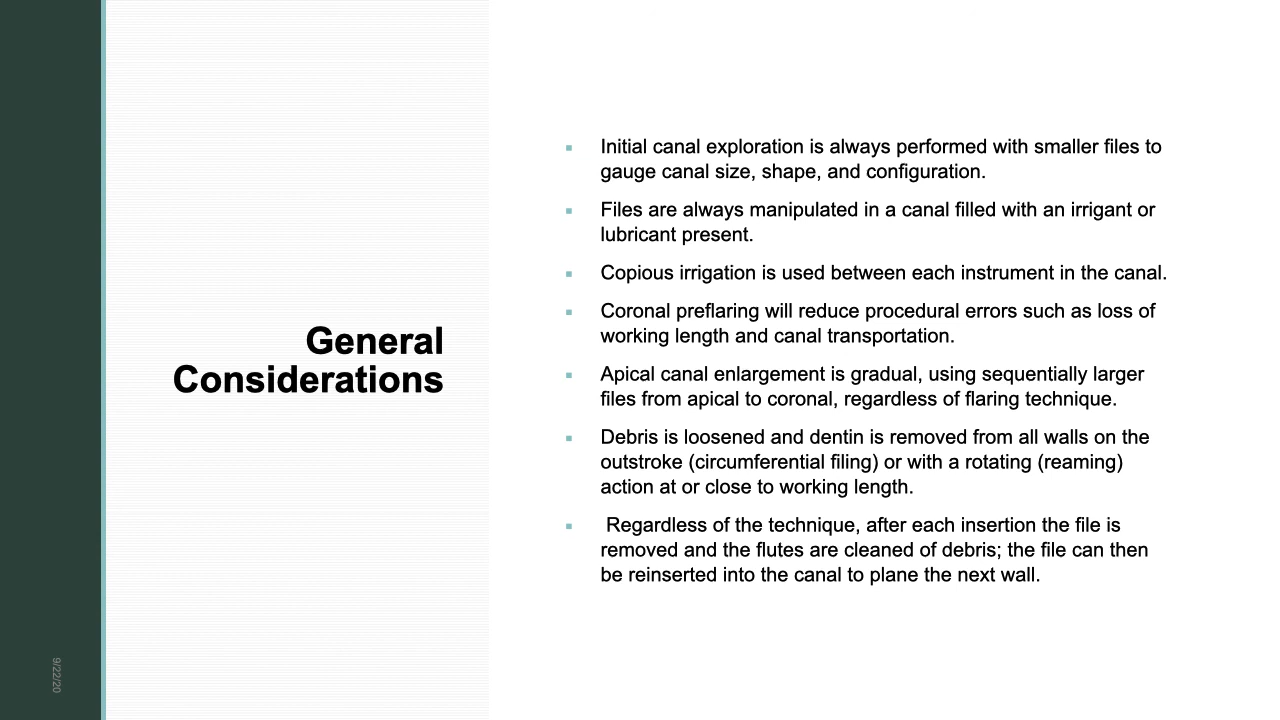 General
Considerations
▪ Initial canal exploration is always performed with smaller files to
gauge canal size, shape, and configuration.
▪ Files are always manipulated in a canal filled with an irrigant or
lubricant present.
▪ Copious irrigation is used between each instrument in the canal.
▪ Coronal preflaring will reduce procedural errors such as loss of
working length and canal transportation.
▪ Apical canal enlargement is gradual, using sequentially larger
files from apical to coronal, regardless of flaring technique.
▪ Debris is loosened and dentin is removed from all walls on the
outstroke (circumferential filing) or with a rotating (reaming)
action at or close to working length.
▪ Regardless of the technique, after each insertion the file is
removed and the flutes are cleaned of debris; the file can then
be reinserted into the canal to plane the next wall.
9/22/20